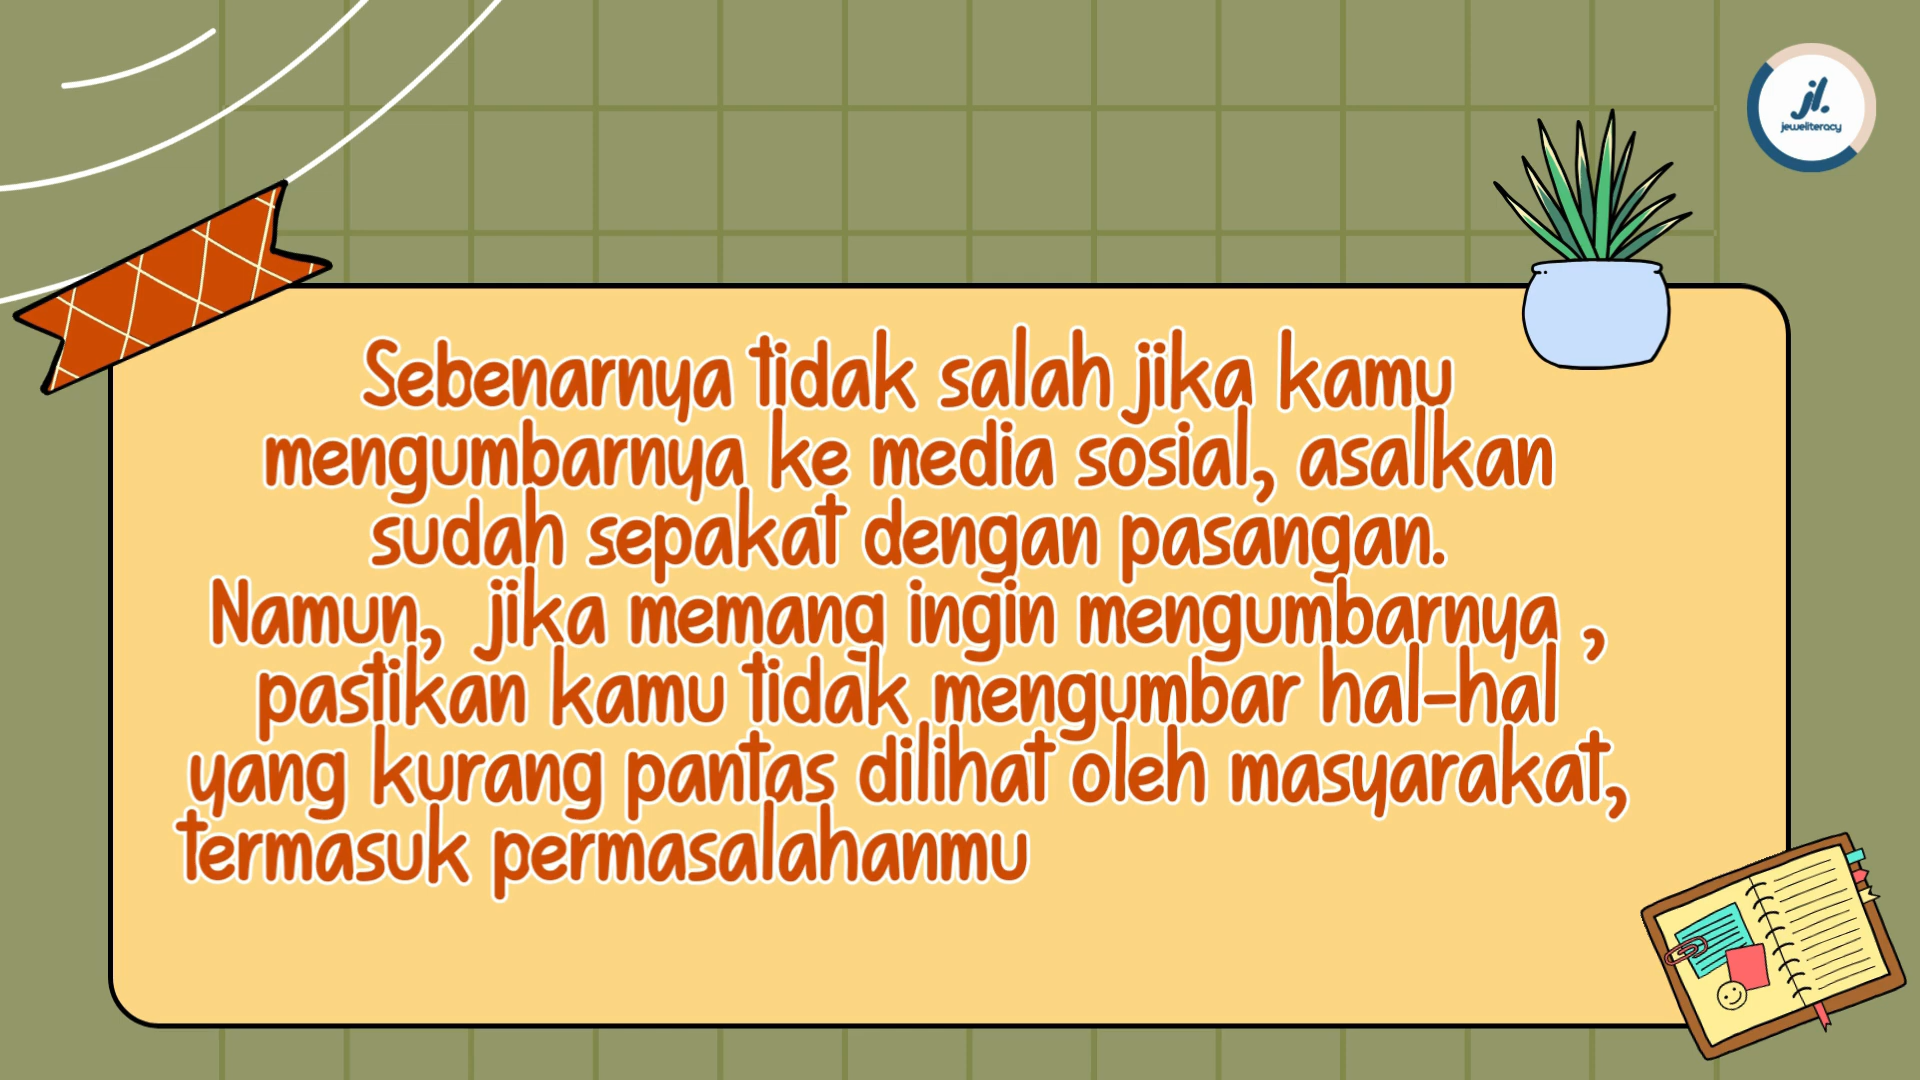 jl.
jeweliteracy
Sebenarnya tidak salah jika kamu
mengumbarnya ke media sosial, asalkan
sudah sepakat dengan pasangan.
Namun, jika memang ingin mengumbarnya ,
pastikan kamu tidak mengumbar hal-hal
yang kurang pantas dilihat oleh masyarakat,
termasuk permasalahanmu